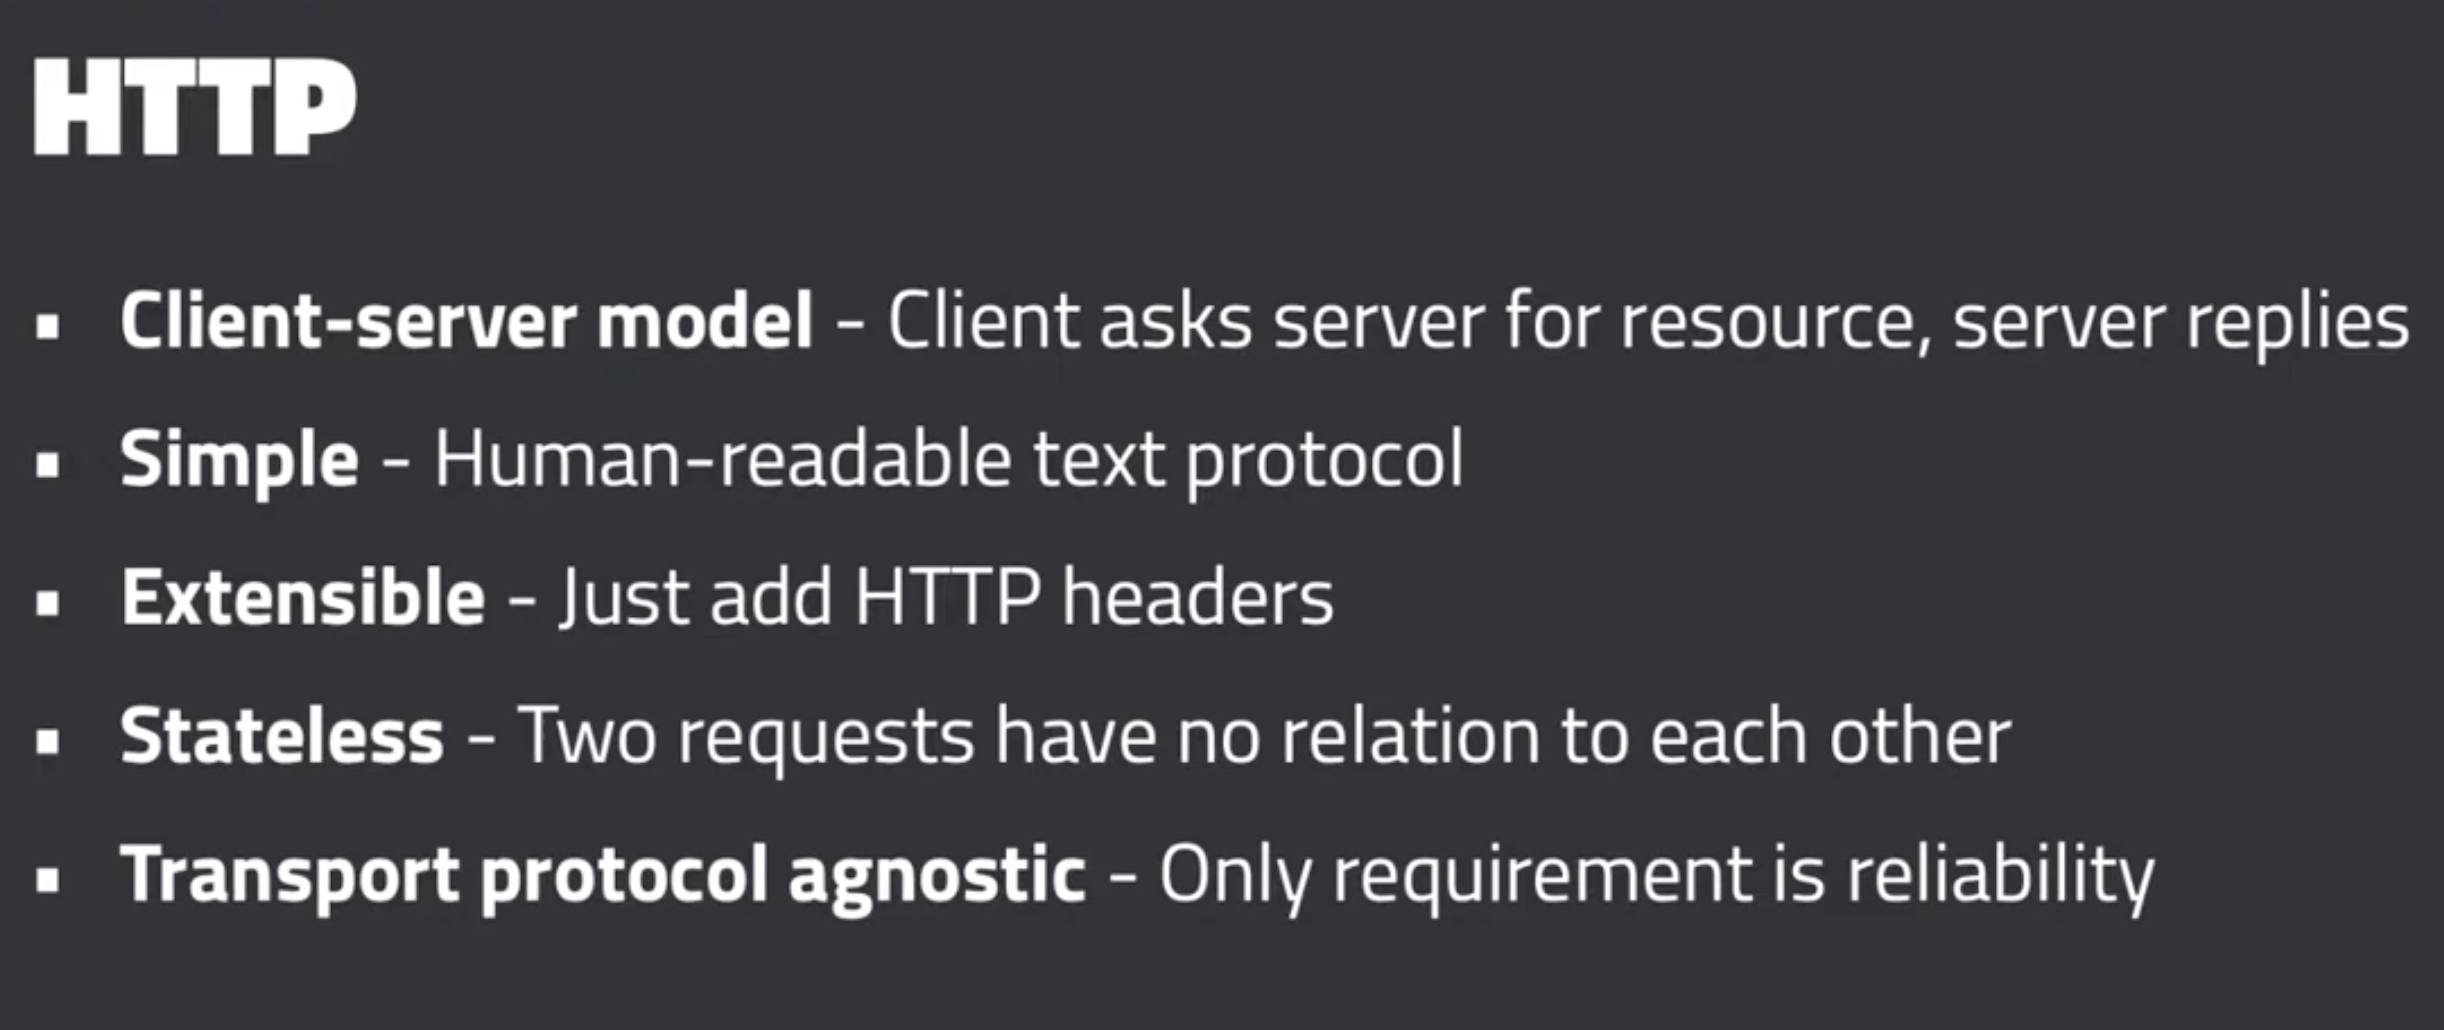 HTTP
▪ Client-server model - Client asks server for resource, server replies
▪ Simple - Human-readable text protocol
▪ Extensible - Just add HTTP headers
▪ Stateless - Two requests have no relation to each other
▪ Transport protocol agnostic - Only requirement is reliability